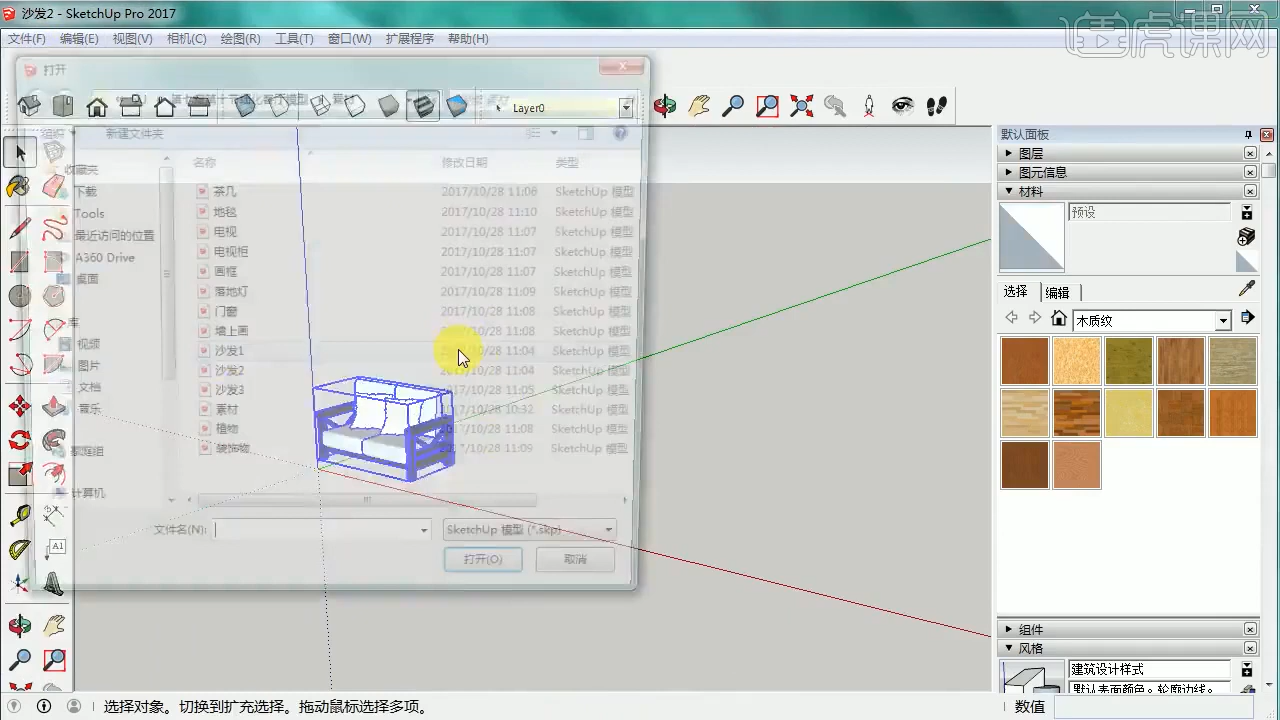 沙发2 - SketchUp Pro 2017
虎课网
文件(F) 编辑(E) 视图(V) 相机(C) 绘图(R) 工具(T) 窗口(W) 扩展程序 帮助(H)
打开
Layer0
新建文件夹
默认面板
图层
图元信息
材料
预设
选择 编辑
木质纹
收藏夹
下载
Tools
最近访问的位置
A360 Drive
桌面
库
视频
图片
文档
音乐
家庭组
计算机
名称 修改日期 类型
茶几 2017/10/28 11:06 SketchUp 模型
地毯 2017/10/28 11:10 SketchUp 模型
电视 2017/10/28 11:07 SketchUp 模型
电视柜 2017/10/28 11:07 SketchUp 模型
画框 2017/10/28 11:07 SketchUp 模型
落地灯 2017/10/28 11:09 SketchUp 模型
门窗 2017/10/28 11:08 SketchUp 模型
墙上画 2017/10/28 11:08 SketchUp 模型
沙发1 2017/10/28 11:04 SketchUp 模型
沙发2 2017/10/28 11:04 SketchUp 模型
沙发3 2017/10/28 11:05 SketchUp 模型
素材 2017/10/28 10:32 SketchUp 模型
植物 2017/10/28 11:08 SketchUp 模型
装饰物 2017/10/28 11:09 SketchUp 模型
文件名(N):
SketchUp 模型 (*.skp)
打开(O) 取消
A1
组件
风格
建筑设计样式
默认表面颜色。轮廓边线。
选择对象。切换到扩充选择。拖动鼠标选择多项。
数值